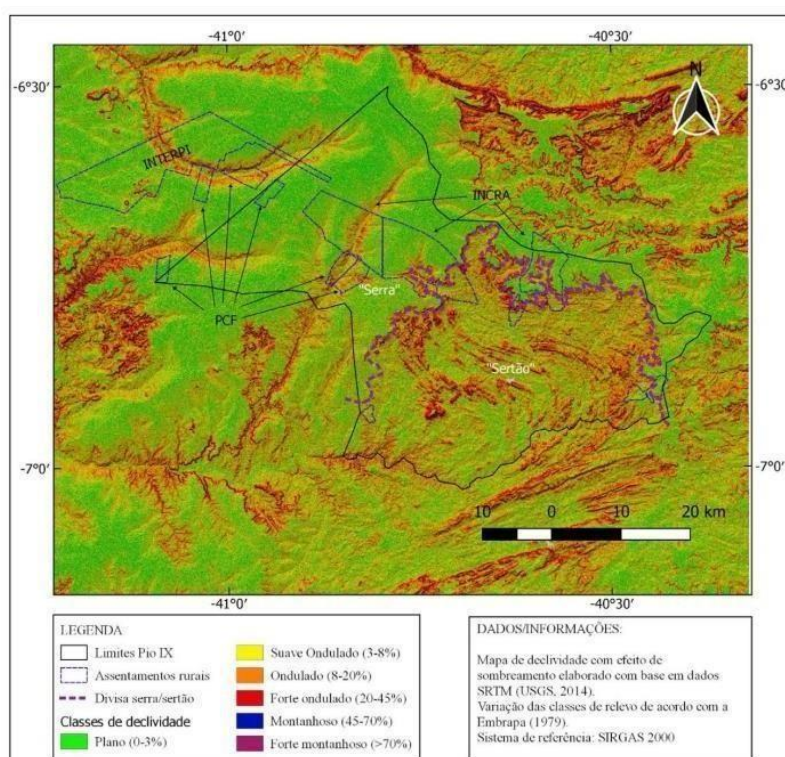 -41°0'
-40°30'
-6°30'
-6°30'
N
INTERPI
INCRA
"Serra"
PCF
"Sertão"
-7°0'
-7°0'
10 0 10 20 km
-41°0'
-40°30'
LEGENDA
Limites Pio IX
Assentamentos rurais
Divisa serra/sertão
Classes de declividade
Plano (0-3%)
Suave Ondulado (3-8%)
Ondulado (8-20%)
Forte ondulado (20-45%)
Montanhoso (45-70%)
Forte montanhoso (>70%)
DADOS/INFORMAÇÕES:
Mapa de declividade com efeito de
sombreamento elaborado com base em dados
SRTM (USGS, 2014).
Variação das classes de relevo de acordo com a
Embrapa (1979).
Sistema de referência: SIRGAS 2000